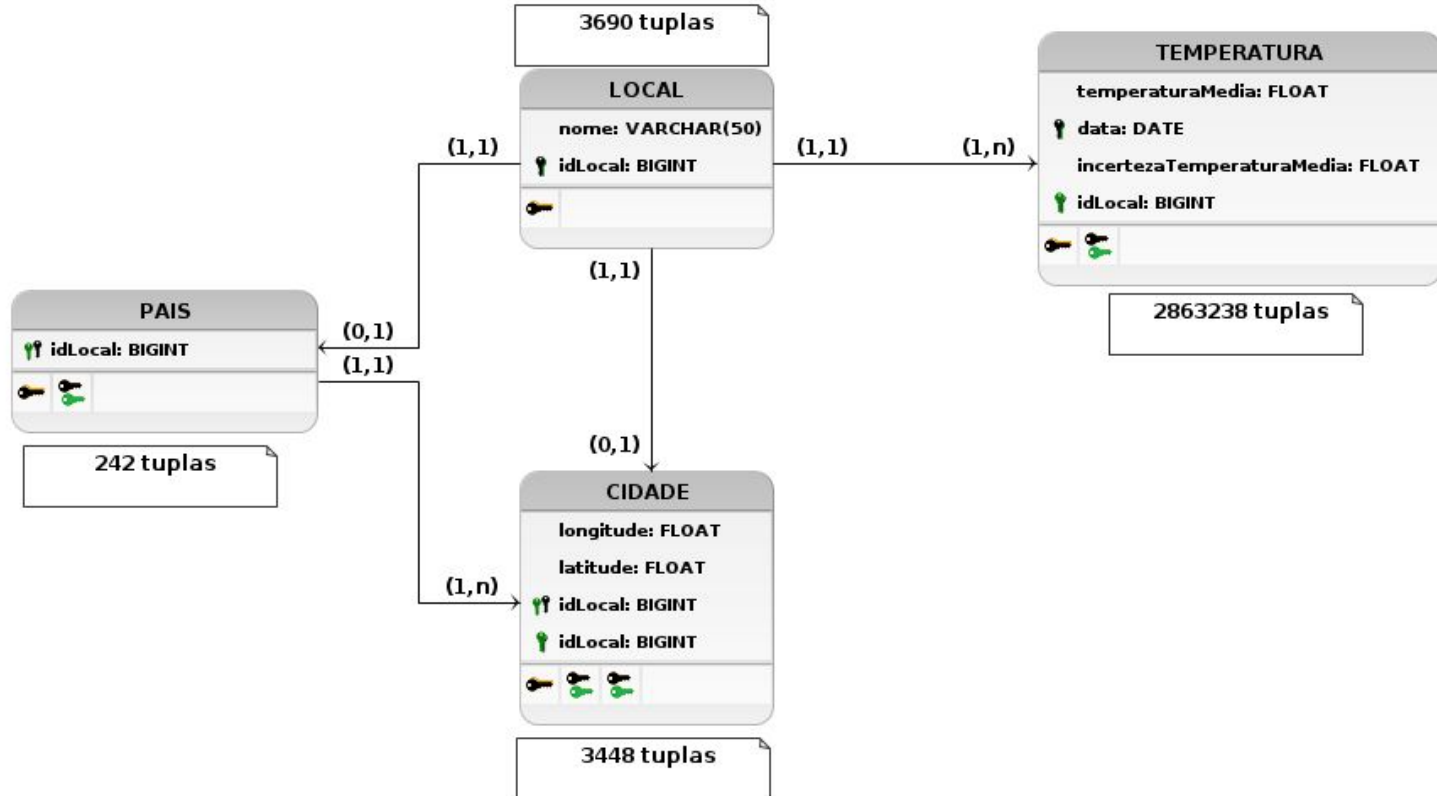 3690 tuplas
LOCAL
nome: VARCHAR(50)
idLocal: BIGINT
(1,1)
(1,1)
(1,n)
TEMPERATURA
temperaturaMedia: FLOAT
data: DATE
incertezaTemperaturaMedia: FLOAT
idLocal: BIGINT
2863238 tuplas
(1,1)
PAIS
idLocal: BIGINT
(0,1)
(1,1)
242 tuplas
(0,1)
(1,n)
CIDADE
longitude: FLOAT
latitude: FLOAT
idLocal: BIGINT
idLocal: BIGINT
3448 tuplas